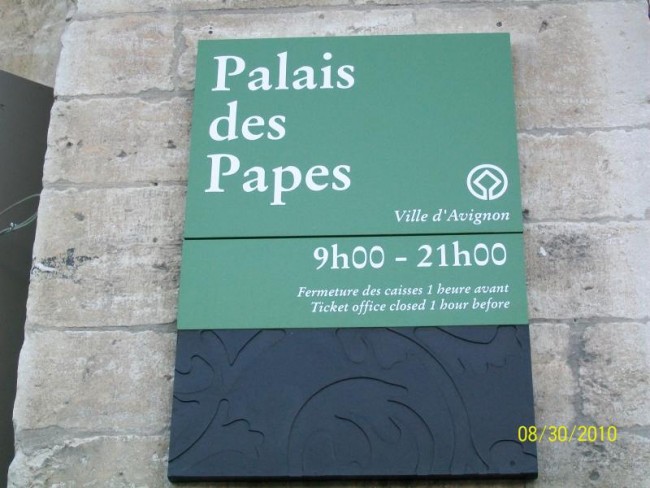 Palais
des
Papes
Ville d'Avignon
9h00 - 21h00
Fermeture des caisses 1 heure avant
Ticket office closed 1 hour before
08/30/2010